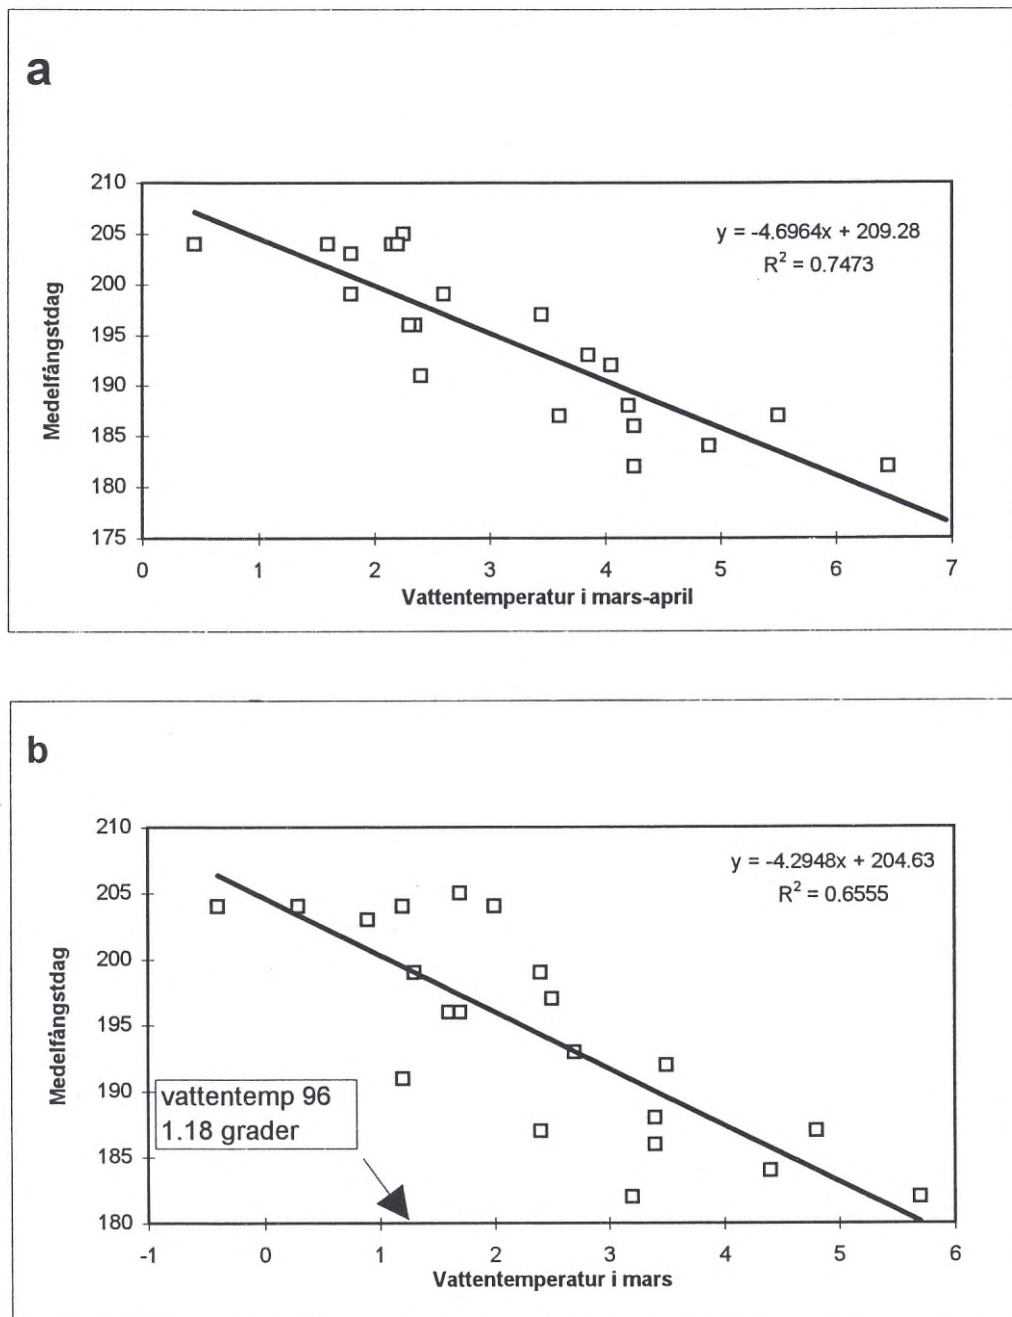 a
y = -4.6964x + 209.28
R² = 0.7473
Medelfångstdag
210
205
200
195
190
185
180
175
0 1 2 3 4 5 6 7
Vattentemperatur i mars-april
b
y = -4.2948x + 204.63
R² = 0.6555
Medelfångstdag
210
205
200
195
190
185
180
vattentemp 96
1.18 grader
-1 0 1 2 3 4 5 6
Vattentemperatur i mars